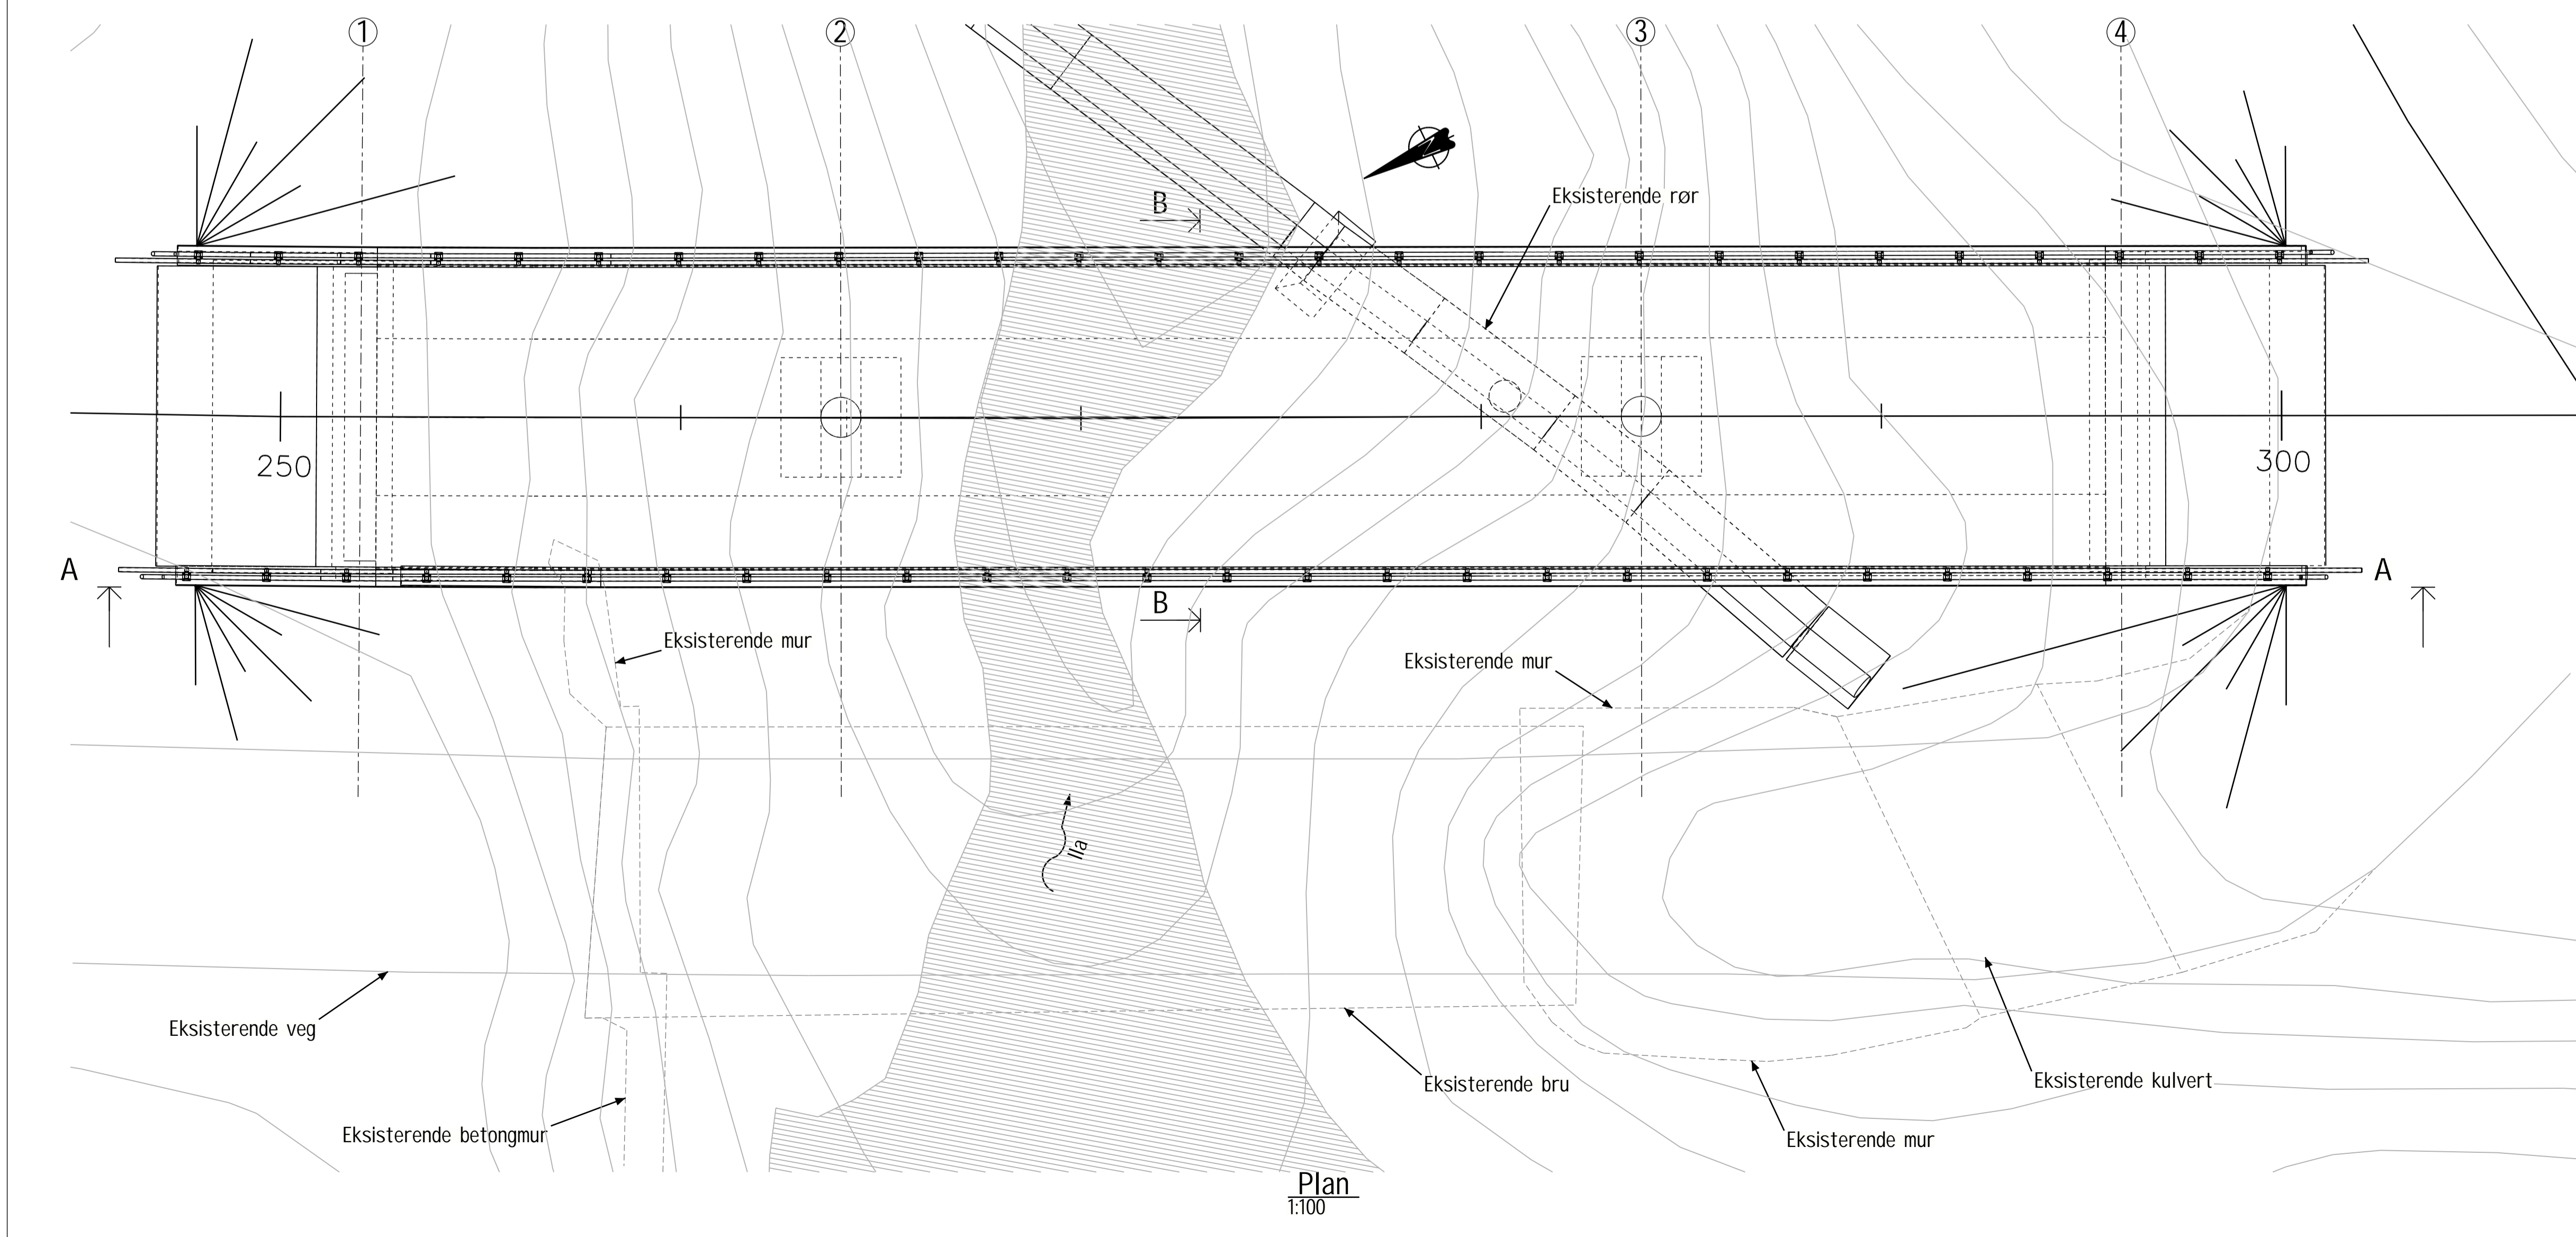 1
2
3
4
B
Eksisterende rør
250
300
A
A
B
Eksisterende mur
Eksisterende mur
Ila
Eksisterende veg
Eksisterende bru
Eksisterende kulvert
Eksisterende betongmur
Eksisterende mur
Plan
1:100